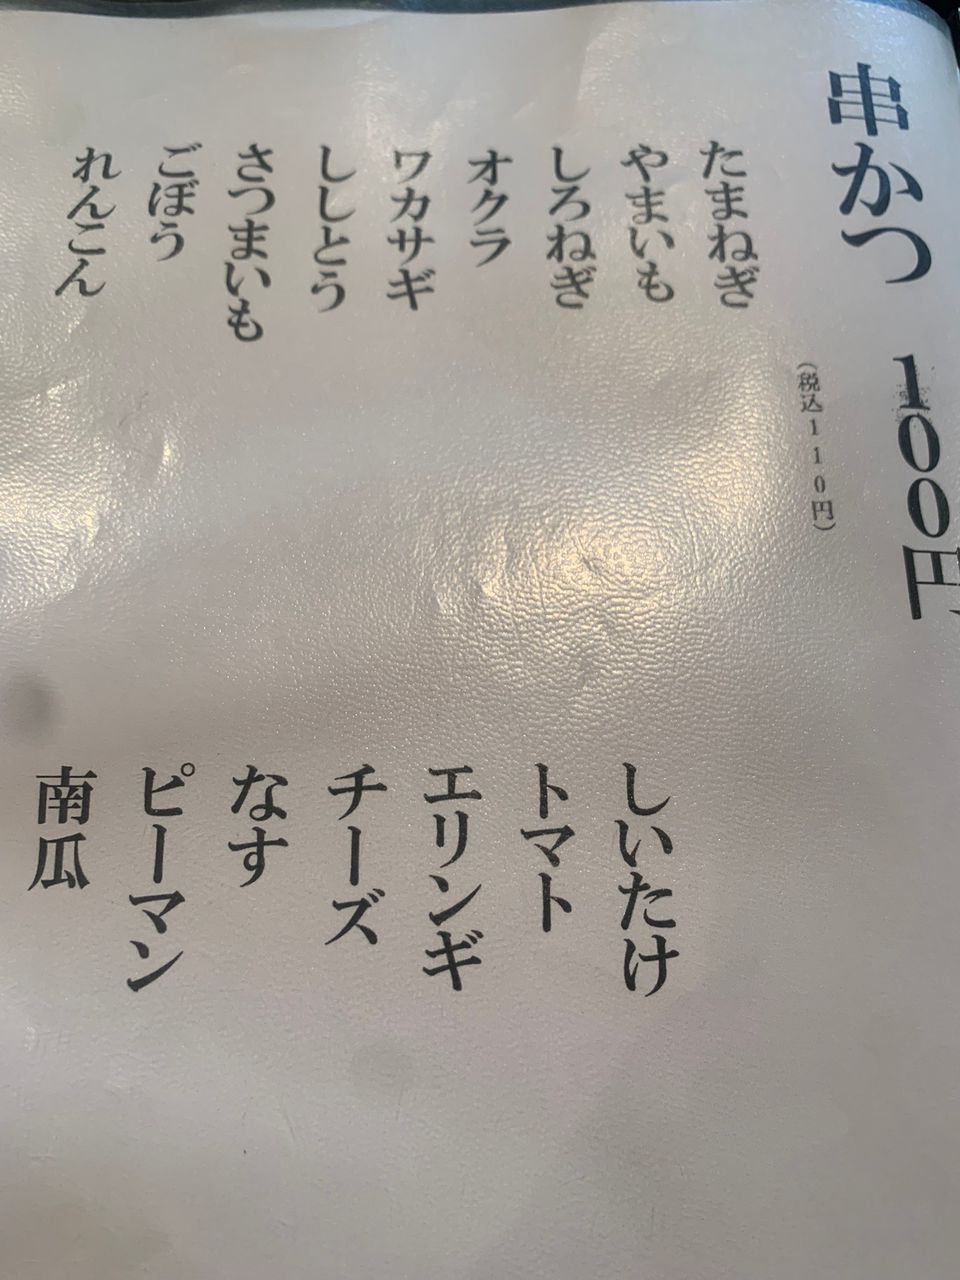 串かつ 100円
(税込110円)
たまねぎ
やまいも
しろねぎ
オクラ
ワカサギ
ししとう
さつまいも
ごぼう
れんこん
しいたけ
トマト
エリンギ
チーズ
なす
ピーマン
南瓜